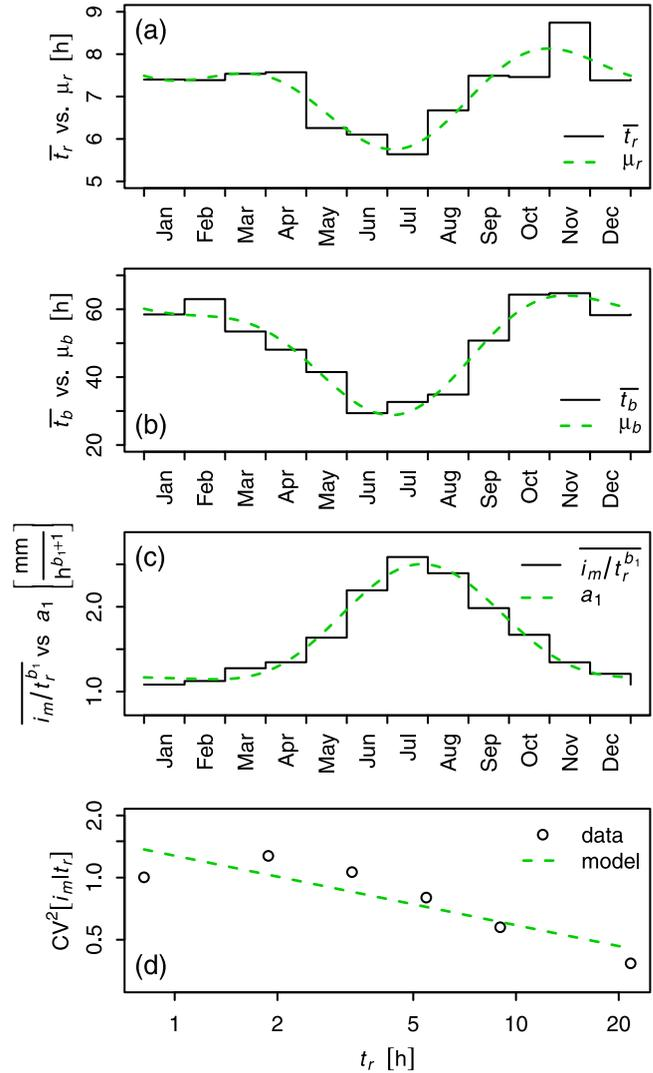 (a)
t̅r vs. μr [h]
9
8
7
6
5
t̅r
μr
Jan Feb Mar Apr May Jun Jul Aug Sep Oct Nov Dec
(b)
t̅b vs. μb [h]
60
40
20
t̅b
μb
Jan Feb Mar Apr May Jun Jul Aug Sep Oct Nov Dec
(c)
im/tr^b1 vs a1 [mm/h^b1+1]
2.0
1.0
im/tr^b1
a1
Jan Feb Mar Apr May Jun Jul Aug Sep Oct Nov Dec
CV²[im|tr]
2.0
1.0
0.5
data
model
(d)
1 2 5 10 20
tr [h]